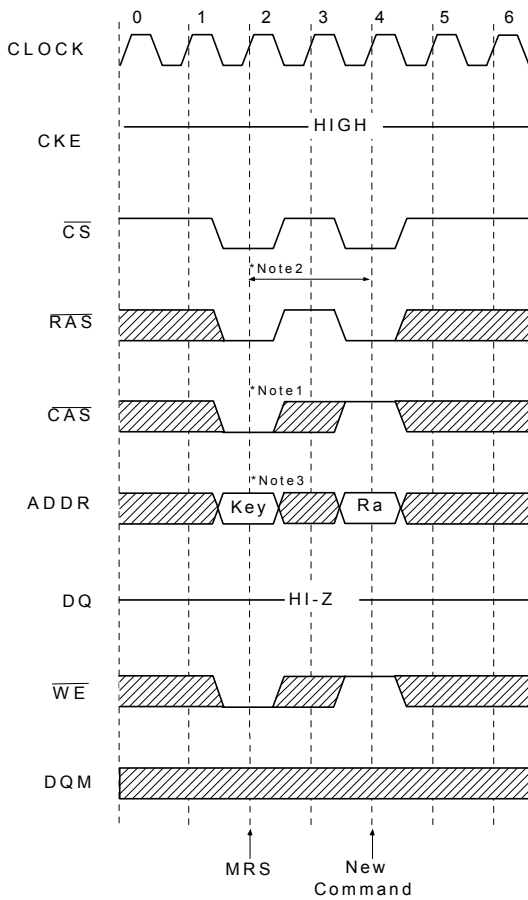 0 1 2 3 4 5 6
CLOCK
HIGH
CKE
CS
*Note2
RAS
*Note1
CAS
*Note3
ADDR
Key Ra
DQ HI-Z
WE
DQM
MRS New
Command